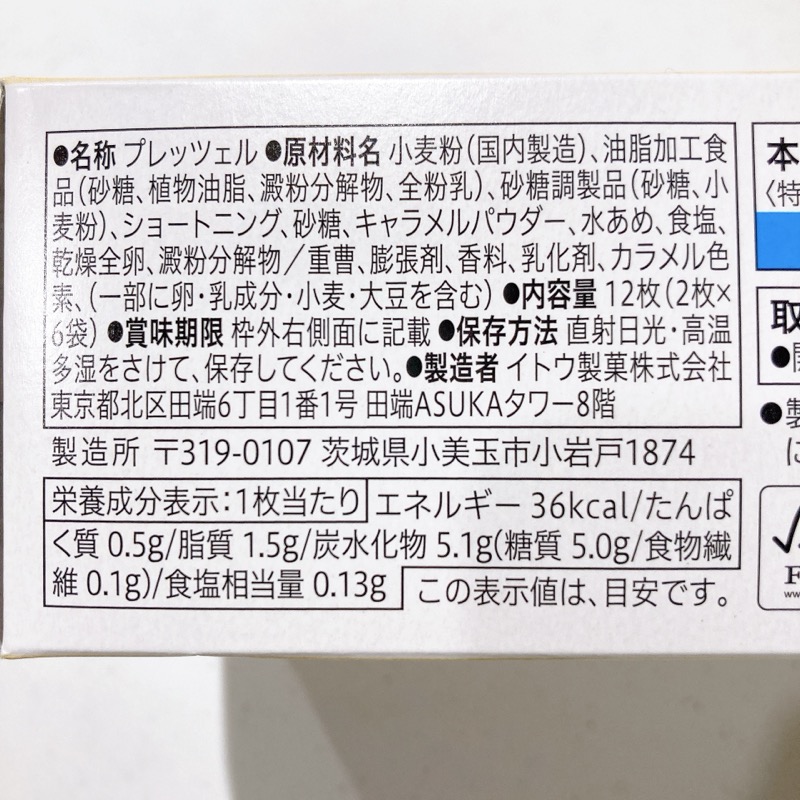 ●名称 プレッツェル ●原材料名 小麦粉(国内製造)、油脂加工食
品(砂糖、植物油脂、澱粉分解物、全粉乳)、砂糖調製品(砂糖、小
麦粉)、ショートニング、砂糖、キャラメルパウダー、水あめ、食塩、
乾燥全卵、澱粉分解物/重曹、膨張剤、香料、乳化剤、カラメル色
素、(一部に卵・乳成分・小麦・大豆を含む) ●内容量 12枚(2枚×
6袋) ●賞味期限 枠外右側面に記載 ●保存方法 直射日光・高温
多湿をさけて、保存してください。●製造者 イトウ製菓株式会社
東京都北区田端6丁目1番1号 田端ASUKAタワー8階
製造所 〒319-0107 茨城県小美玉市小岩戸1874
栄養成分表示:1枚当たり エネルギー 36kcal/たんぱ
く質 0.5g/脂質 1.5g/炭水化物 5.1g(糖質 5.0g/食物繊
維 0.1g)/食塩相当量 0.13g この表示値は、目安です。
本
〈特
取
●開
●製
に
F
www